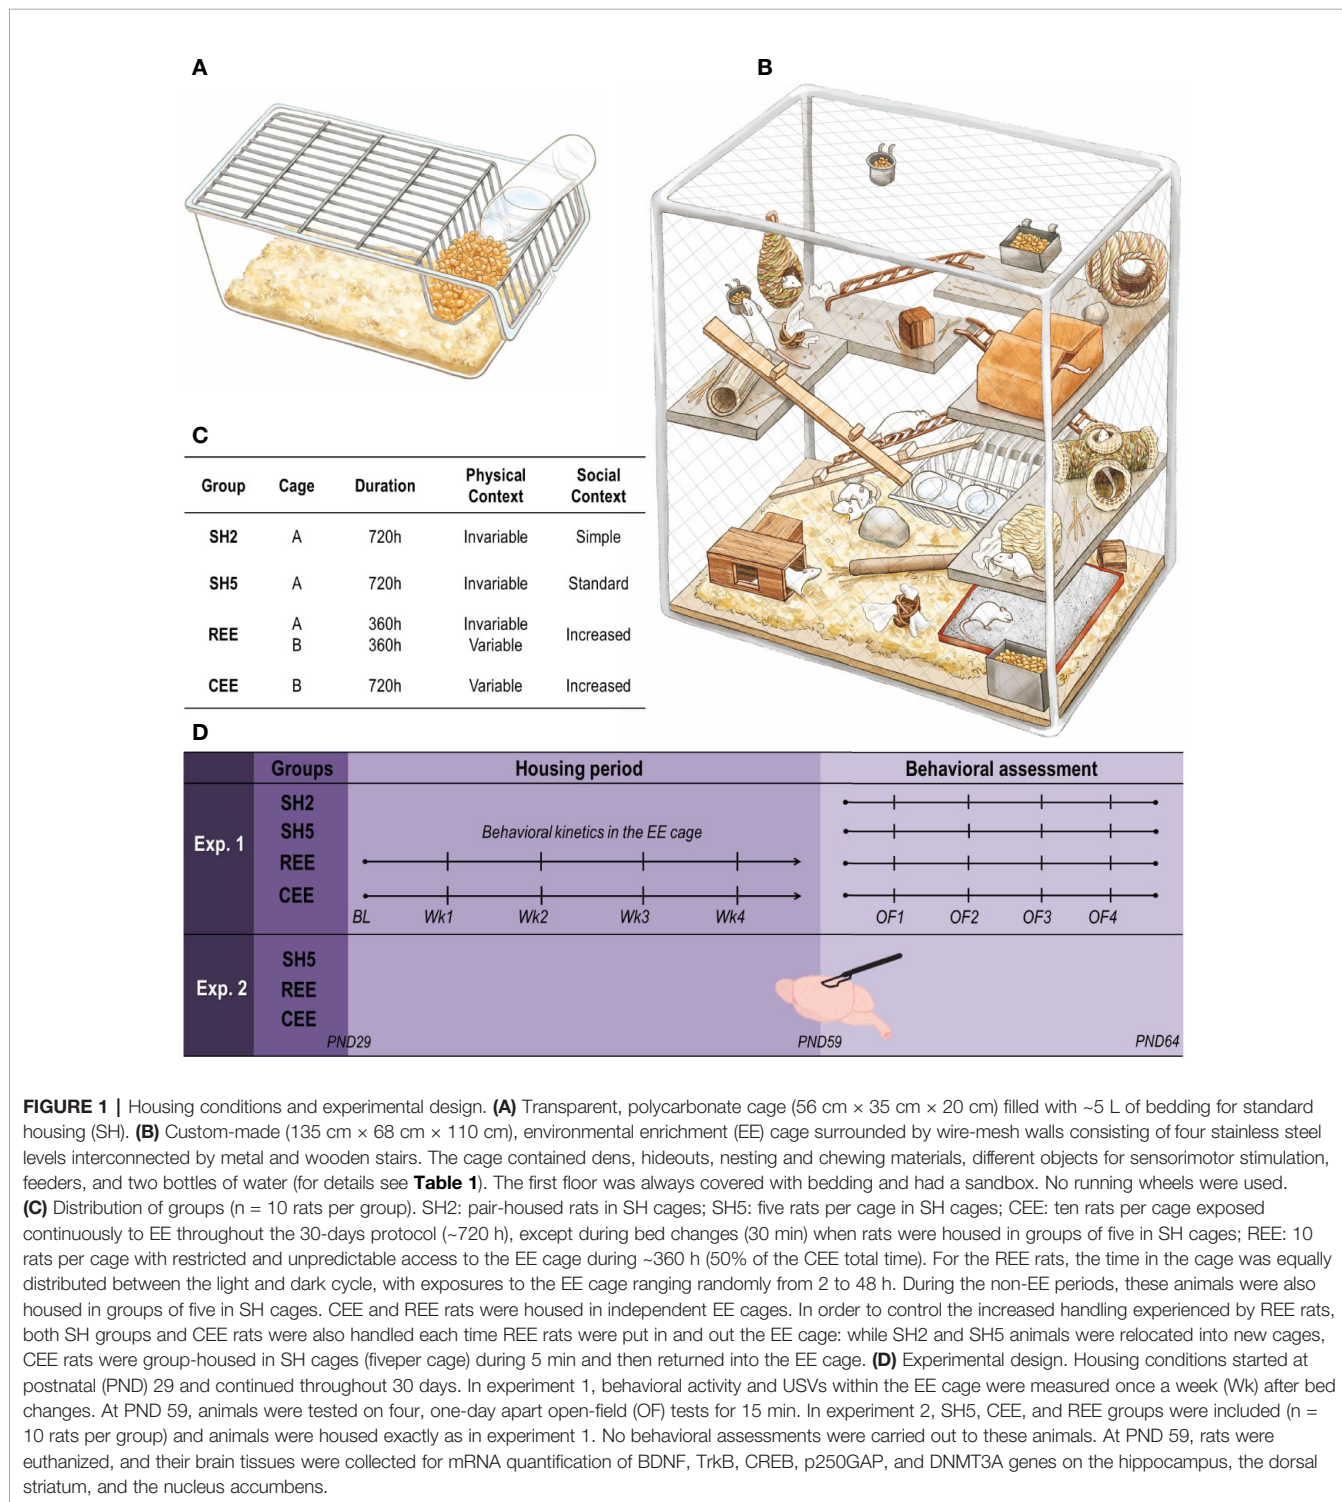 A
B
C
Group Cage Duration Physical Context Social Context
SH2 A 720h Invariable Simple
SH5 A 720h Invariable Standard
REE A 360h Invariable Increased
B 360h Variable
CEE B 720h Variable Increased
D
Groups Housing period Behavioral assessment
Exp. 1
SH2
SH5 Behavioral kinetics in the EE cage
REE
CEE
BL Wk1 Wk2 Wk3 Wk4 OF1 OF2 OF3 OF4
Exp. 2
SH5
REE
CEE
PND29 PND59 PND64
FIGURE 1 | Housing conditions and experimental design. (A) Transparent, polycarbonate cage (56 cm × 35 cm × 20 cm) filled with ~5 L of bedding for standard
housing (SH). (B) Custom-made (135 cm × 68 cm × 110 cm), environmental enrichment (EE) cage surrounded by wire-mesh walls consisting of four stainless steel
levels interconnected by metal and wooden stairs. The cage contained dens, hideouts, nesting and chewing materials, different objects for sensorimotor stimulation,
feeders, and two bottles of water (for details see Table 1). The first floor was always covered with bedding and had a sandbox. No running wheels were used.
(C) Distribution of groups (n = 10 rats per group). SH2: pair-housed rats in SH cages; SH5: five rats per cage in SH cages; CEE: ten rats per cage exposed
continuously to EE throughout the 30-days protocol (~720 h), except during bed changes (30 min) when rats were housed in groups of five in SH cages; REE: 10
rats per cage with restricted and unpredictable access to the EE cage during ~360 h (50% of the CEE total time). For the REE rats, the time in the cage was equally
distributed between the light and dark cycle, with exposures to the EE cage ranging randomly from 2 to 48 h. During the non-EE periods, these animals were also
housed in groups of five in SH cages. CEE and REE rats were housed in independent EE cages. In order to control the increased handling experienced by REE rats,
both SH groups and CEE rats were also handled each time REE rats were put in and out the EE cage: while SH2 and SH5 animals were relocated into new cages,
CEE rats were group-housed in SH cages (fiveper cage) during 5 min and then returned into the EE cage. (D) Experimental design. Housing conditions started at
postnatal (PND) 29 and continued throughout 30 days. In experiment 1, behavioral activity and USVs within the EE cage were measured once a week (Wk) after bed
changes. At PND 59, animals were tested on four, one-day apart open-field (OF) tests for 15 min. In experiment 2, SH5, CEE, and REE groups were included (n =
10 rats per group) and animals were housed exactly as in experiment 1. No behavioral assessments were carried out to these animals. At PND 59, rats were
euthanized, and their brain tissues were collected for mRNA quantification of BDNF, TrkB, CREB, p250GAP, and DNMT3A genes on the hippocampus, the dorsal
striatum, and the nucleus accumbens.